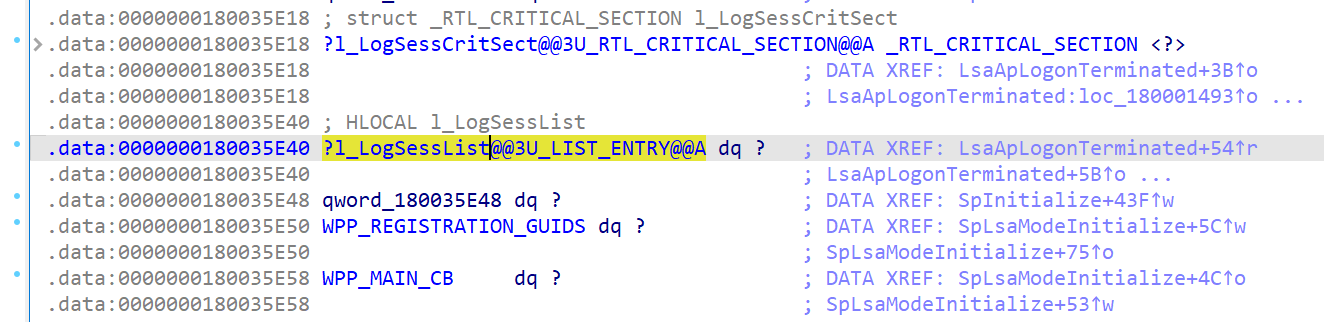 .data:0000000180035E18 ; struct _RTL_CRITICAL_SECTION l_LogSessCritSect
.data:0000000180035E18 ?l_LogSessCritSect@@3U_RTL_CRITICAL_SECTION@@A _RTL_CRITICAL_SECTION <?>
.data:0000000180035E18 ; DATA XREF: LsaApLogonTerminated+3B↑o
.data:0000000180035E18 ; LsaApLogonTerminated:loc_180001493↑o ...
.data:0000000180035E40 ; HLOCAL l_LogSessList
.data:0000000180035E40 ?l_LogSessList@@3U_LIST_ENTRY@@A dq ? ; DATA XREF: LsaApLogonTerminated+54↑r
.data:0000000180035E40 ; LsaApLogonTerminated+5B↑o ...
.data:0000000180035E48 qword_180035E48 dq ? ; DATA XREF: SpInitialize+43F↑w
.data:0000000180035E50 WPP_REGISTRATION_GUIDS dq ? ; DATA XREF: SpLsaModeInitialize+5C↑w
.data:0000000180035E50 ; SpLsaModeInitialize+75↑o
.data:0000000180035E58 WPP_MAIN_CB dq ? ; DATA XREF: SpLsaModeInitialize+4C↑o
.data:0000000180035E58 ; SpLsaModeInitialize+53↑w